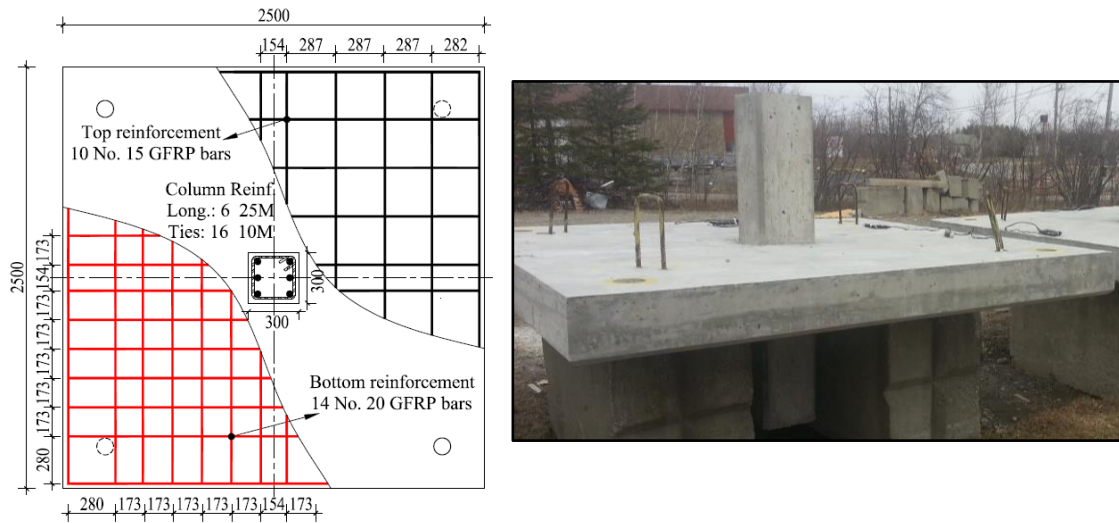 2500
154 287 287 287 282
2500
Top reinforcement
10 No. 15 GFRP bars
Column Reinf.
Long.: 6 25M
Ties: 16 10M
173
154
173
173
173
173
173
280
300
300
Bottom reinforcement
14 No. 20 GFRP bars
280 173 173 173 173 173 154 173